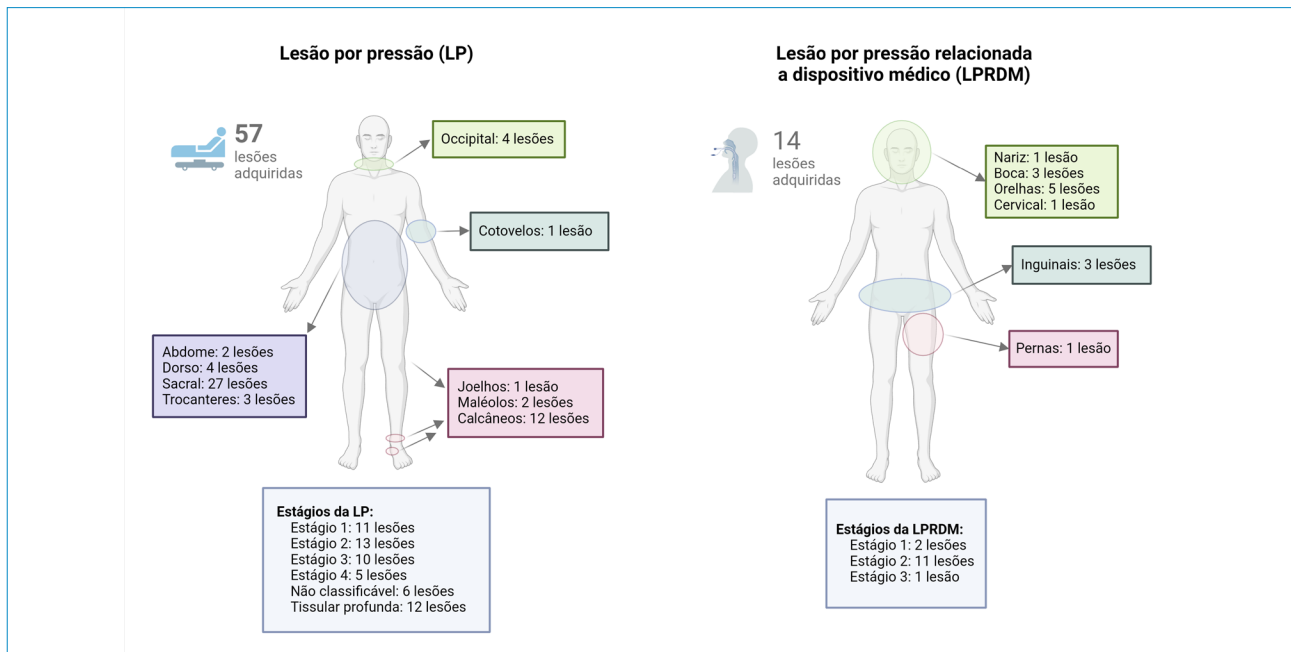 Lesão por pressão (LP)
57
lesões
adquiridas
Occipital: 4 lesões
Cotovelos: 1 lesão
Abdome: 2 lesões
Dorso: 4 lesões
Sacral: 27 lesões
Trocanteres: 3 lesões
Joelhos: 1 lesão
Maléolos: 2 lesões
Calcâneos: 12 lesões
Estágios da LP:
Estágio 1: 11 lesões
Estágio 2: 13 lesões
Estágio 3: 10 lesões
Estágio 4: 5 lesões
Não classificável: 6 lesões
Tissular profunda: 12 lesões
Lesão por pressão relacionada
a dispositivo médico (LPRDM)
14
lesões
adquiridas
Nariz: 1 lesão
Boca: 3 lesões
Orelhas: 5 lesões
Cervical: 1 lesão
Inguinais: 3 lesões
Pernas: 1 lesão
Estágios da LPRDM:
Estágio 1: 2 lesões
Estágio 2: 11 lesões
Estágio 3: 1 lesão